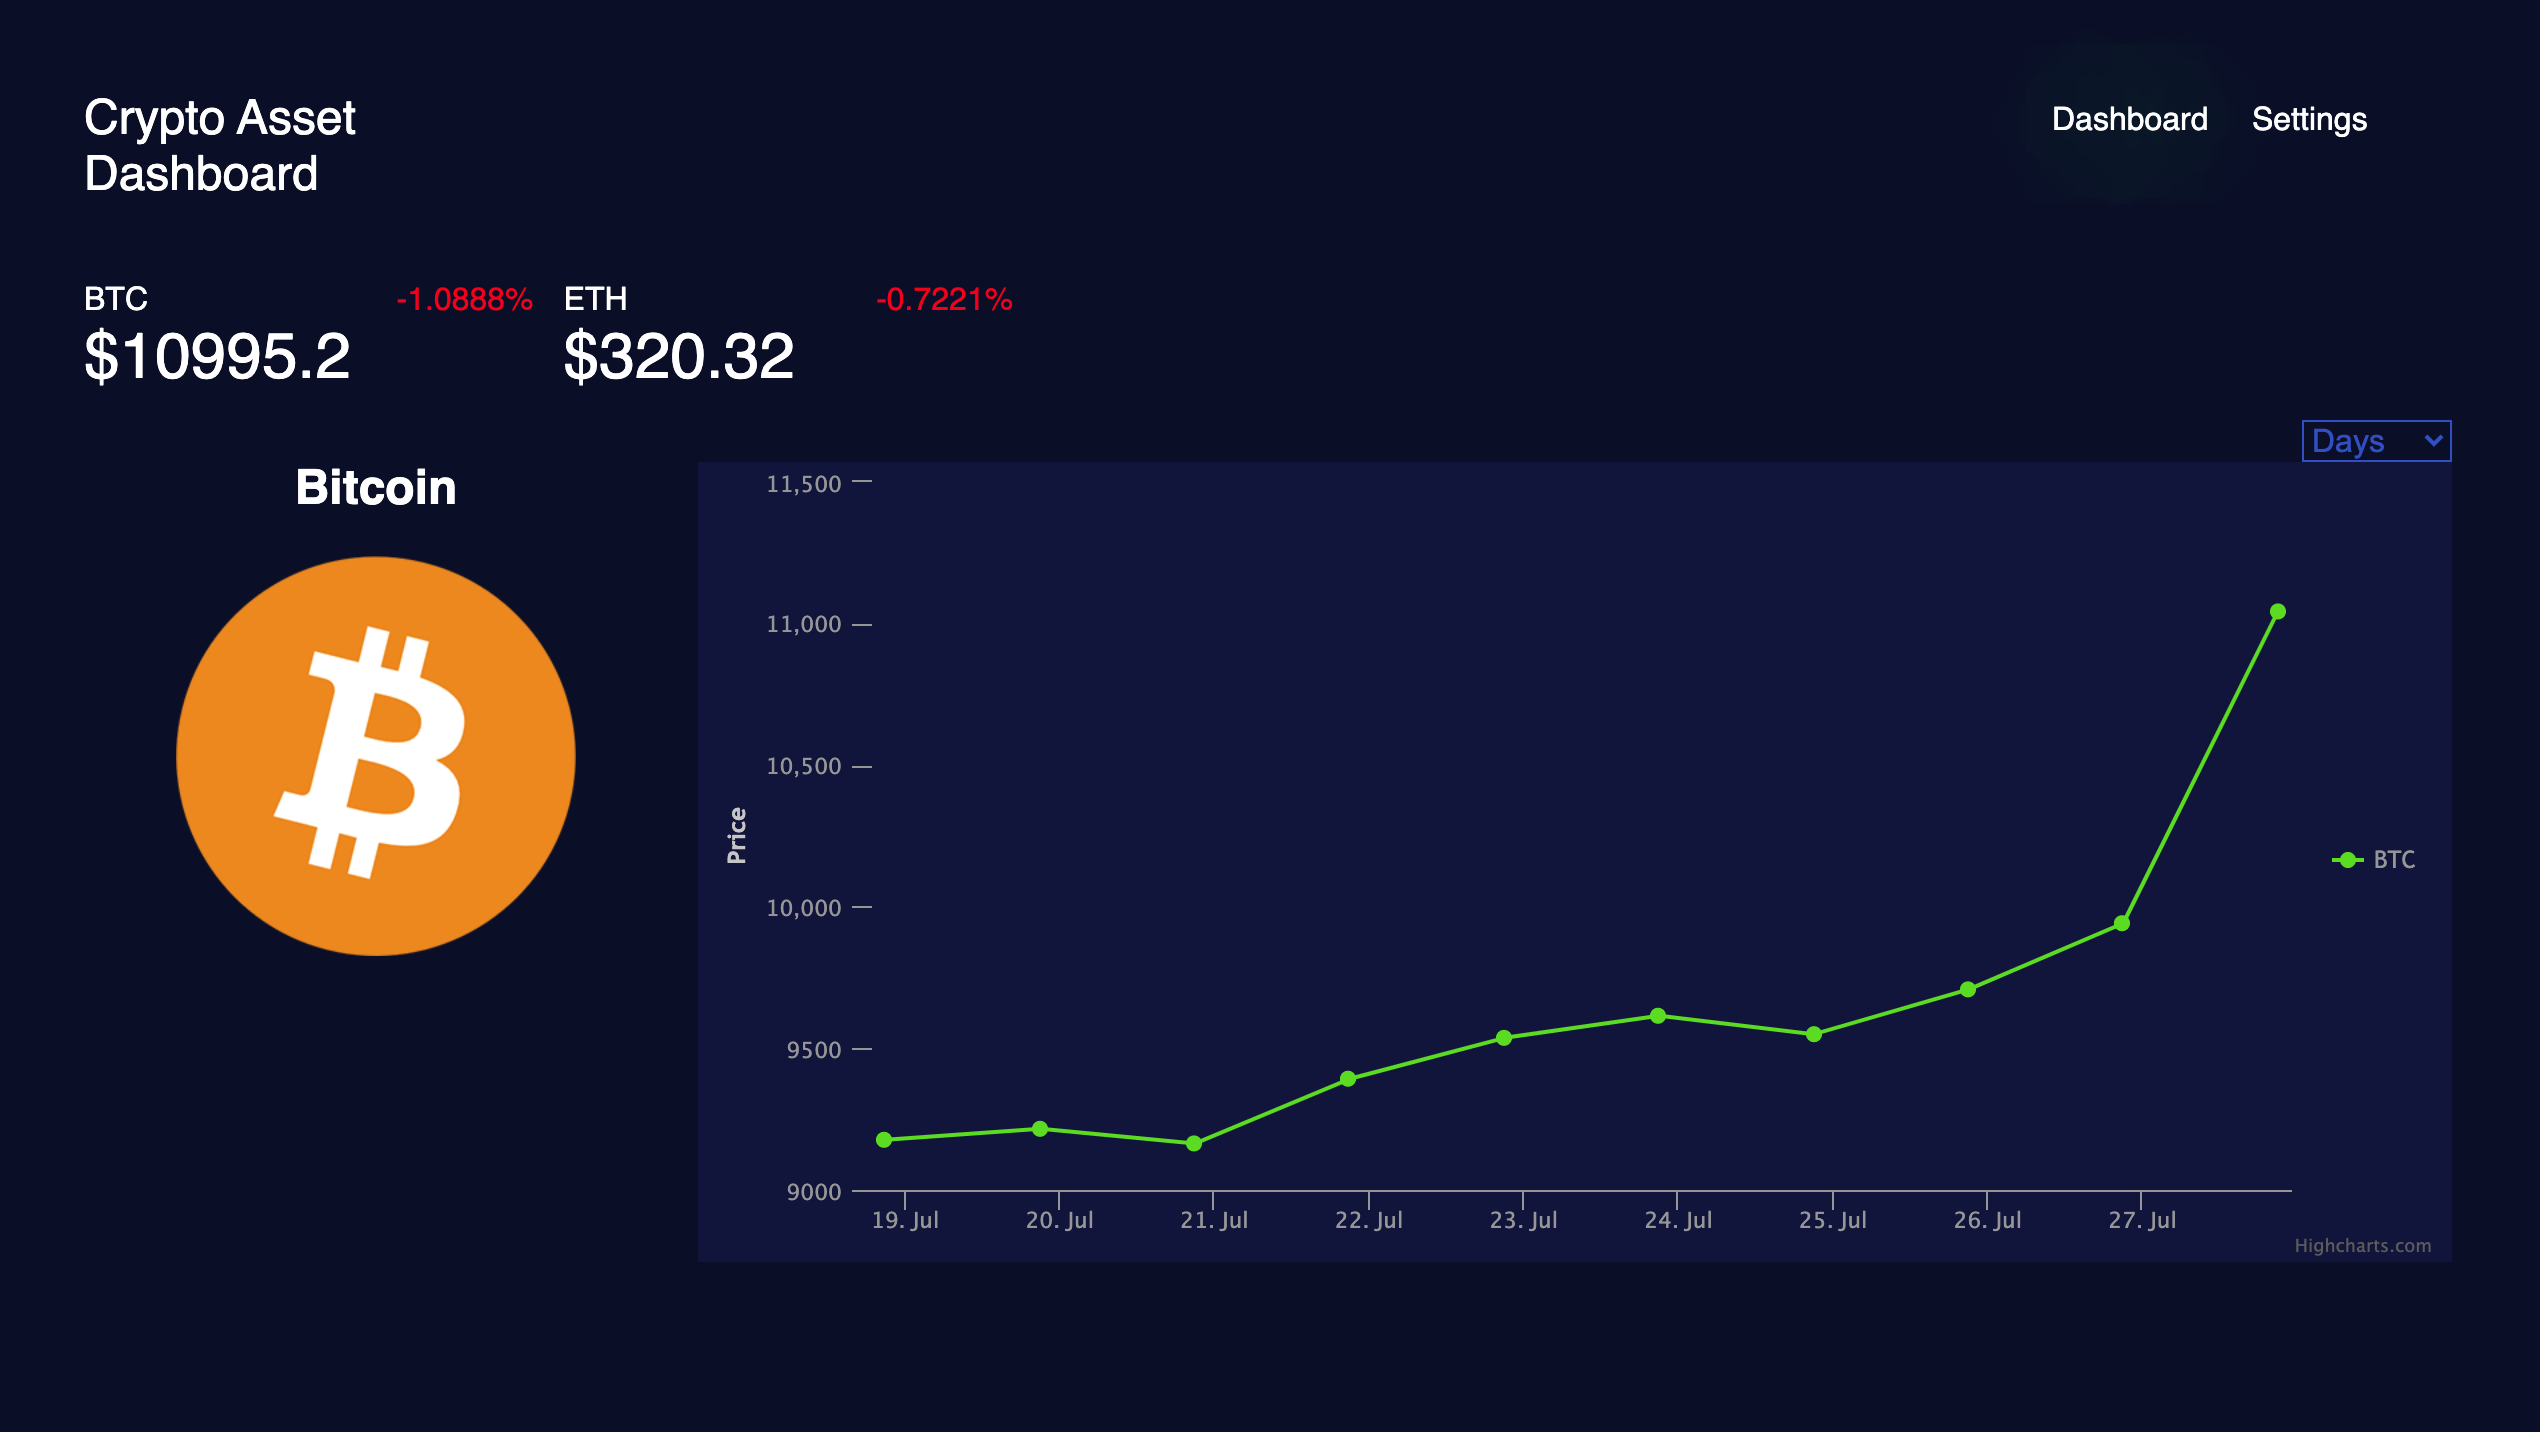 Crypto Asset
Dashboard
Dashboard Settings
BTC -1.0888% ETH -0.7221%
$10995.2 $320.32
Days
Bitcoin
11,500
11,000
10,500
10,000
9500
9000
Price
BTC
19. Jul 20. Jul 21. Jul 22. Jul 23. Jul 24. Jul 25. Jul 26. Jul 27. Jul
Highcharts.com